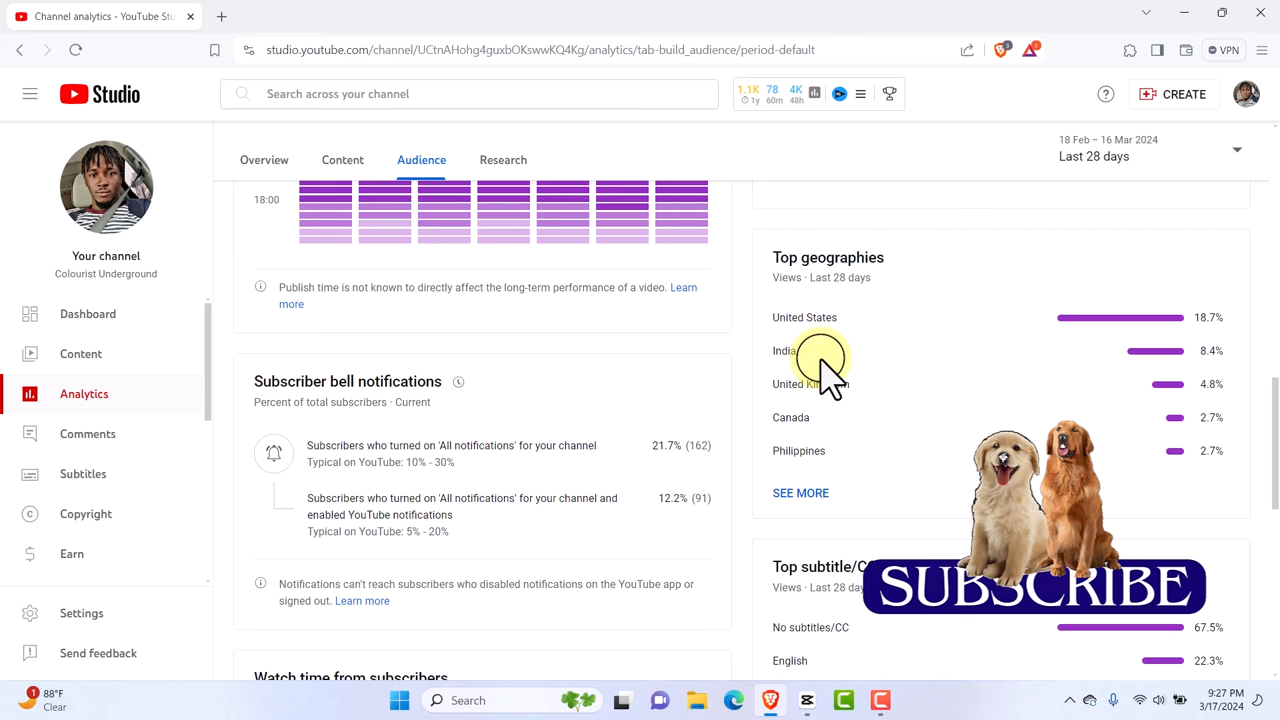 Channel analytics - YouTube Stu
studio.youtube.com/channel/UCtnAHohg4guxbOKswwKQ4Kg/analytics/tab-build_audience/period-default
VPN
Studio
Search across your channel
1.1K 78 4K
1y 60m 48h
CREATE
Overview
Content
Audience
Research
18 Feb – 16 Mar 2024
Last 28 days
Your channel
Colourist Underground
Dashboard
Content
Analytics
Comments
Subtitles
Copyright
Earn
Settings
Send feedback
18:00
Publish time is not known to directly affect the long-term performance of a video. Learn
more
Subscriber bell notifications
Percent of total subscribers · Current
Subscribers who turned on 'All notifications' for your channel 21.7% (162)
Typical on YouTube: 10% - 30%
Subscribers who turned on 'All notifications' for your channel and 12.2% (91)
enabled YouTube notifications
Typical on YouTube: 5% - 20%
Notifications can't reach subscribers who disabled notifications on the YouTube app or
signed out. Learn more
Watch time from subscribers
Top geographies
Views · Last 28 days
United States 18.7%
India 8.4%
United Kingdom 4.8%
Canada 2.7%
Philippines 2.7%
SEE MORE
Top subtitle/CC
Views · Last 28 day
SUBSCRIBE
No subtitles/CC 67.5%
English 22.3%
1
88°F
Clear
Search
9:27 PM
3/17/2024